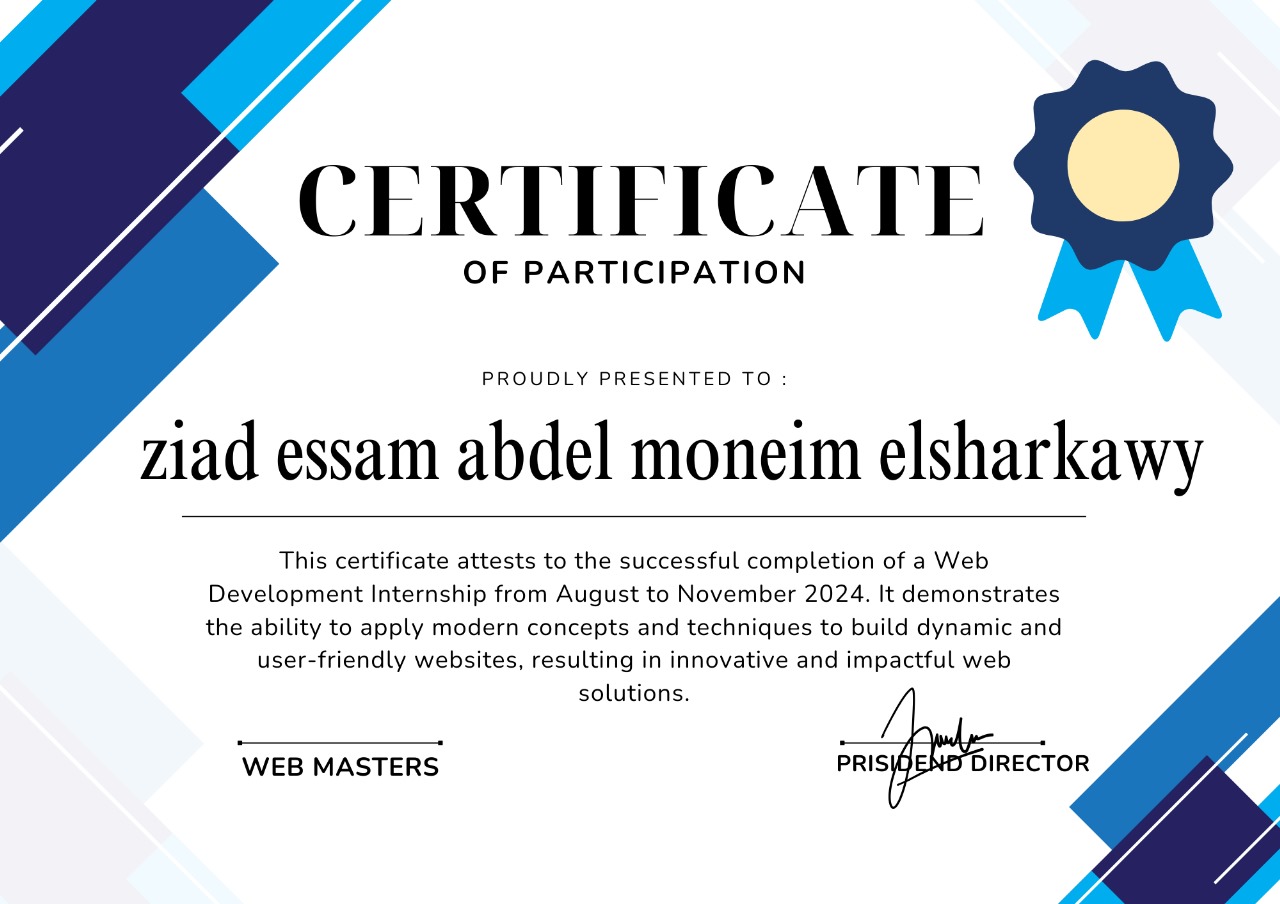 CERTIFICATE
OF PARTICIPATION
PROUDLY PRESENTED TO :
ziad essam abdel moneim elsharkawy
This certificate attests to the successful completion of a Web
Development Internship from August to November 2024. It demonstrates
the ability to apply modern concepts and techniques to build dynamic and
user-friendly websites, resulting in innovative and impactful web
solutions.
WEB MASTERS
PRISIDEND DIRECTOR